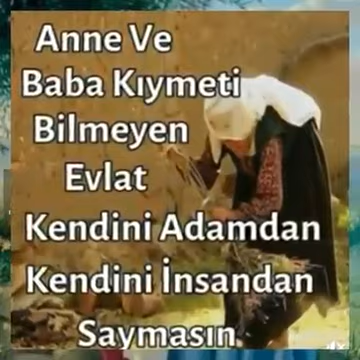 Anne Ve
Baba Kıymeti
Bilmeyen
Evlat
Kendini Adamdan
Kendini İnsandan
Saymasın